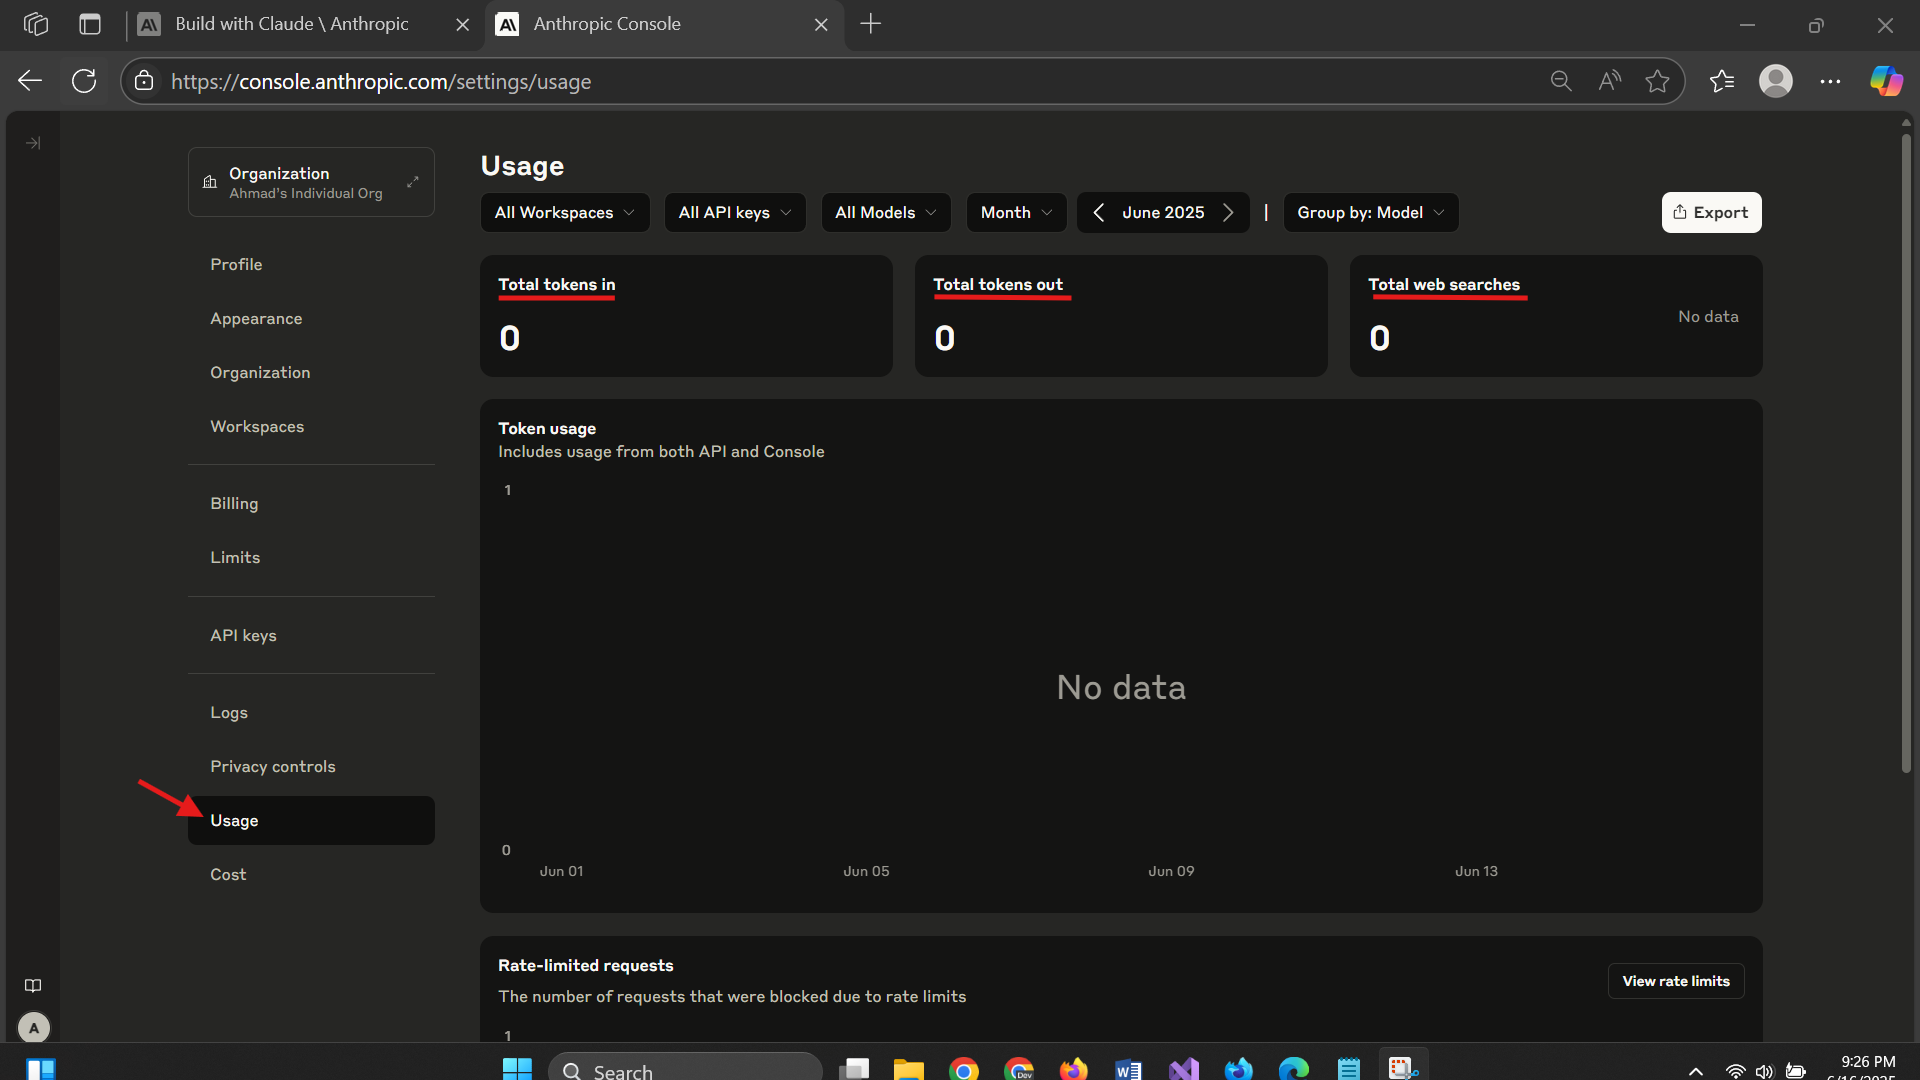 Build with Claude \ Anthropic
Anthropic Console
https://console.anthropic.com/settings/usage
Organization
Ahmad's Individual Org
Profile
Appearance
Organization
Workspaces
Billing
Limits
API keys
Logs
Privacy controls
Usage
Cost
A
Usage
All Workspaces
All API keys
All Models
Month
June 2025
|
Group by: Model
Export
Total tokens in
0
Total tokens out
0
Total web searches
0
No data
Token usage
Includes usage from both API and Console
1
No data
0
Jun 01
Jun 05
Jun 09
Jun 13
Rate-limited requests
The number of requests that were blocked due to rate limits
View rate limits
1
Search
Dev
9:26 PM